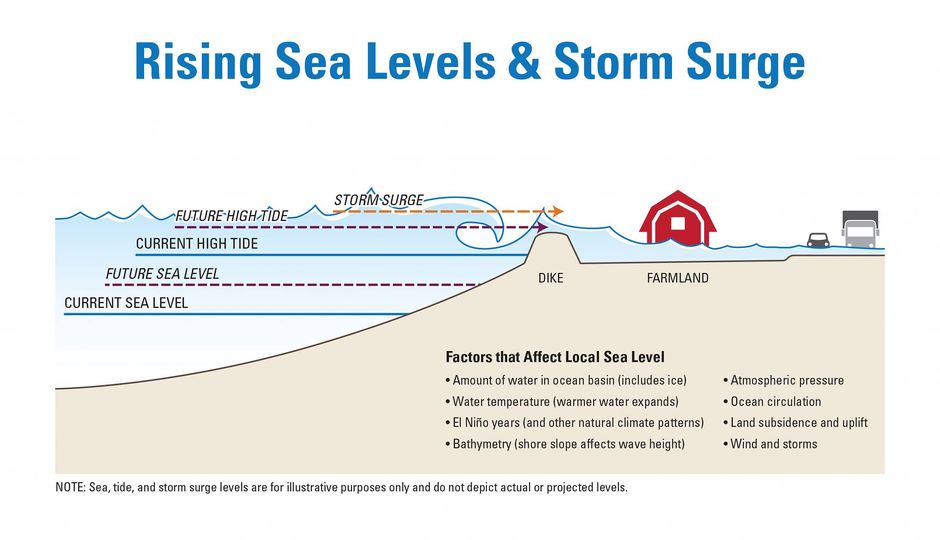 Rising Sea Levels & Storm Surge
STORM SURGE
FUTURE HIGH TIDE
CURRENT HIGH TIDE
FUTURE SEA LEVEL
CURRENT SEA LEVEL
DIKE
FARMLAND
Factors that Affect Local Sea Level
• Amount of water in ocean basin (includes ice)
• Water temperature (warmer water expands)
• El Niño years (and other natural climate patterns)
• Bathymetry (shore slope affects wave height)
• Atmospheric pressure
• Ocean circulation
• Land subsidence and uplift
• Wind and storms
NOTE: Sea, tide, and storm surge levels are for illustrative purposes only and do not depict actual or projected levels.